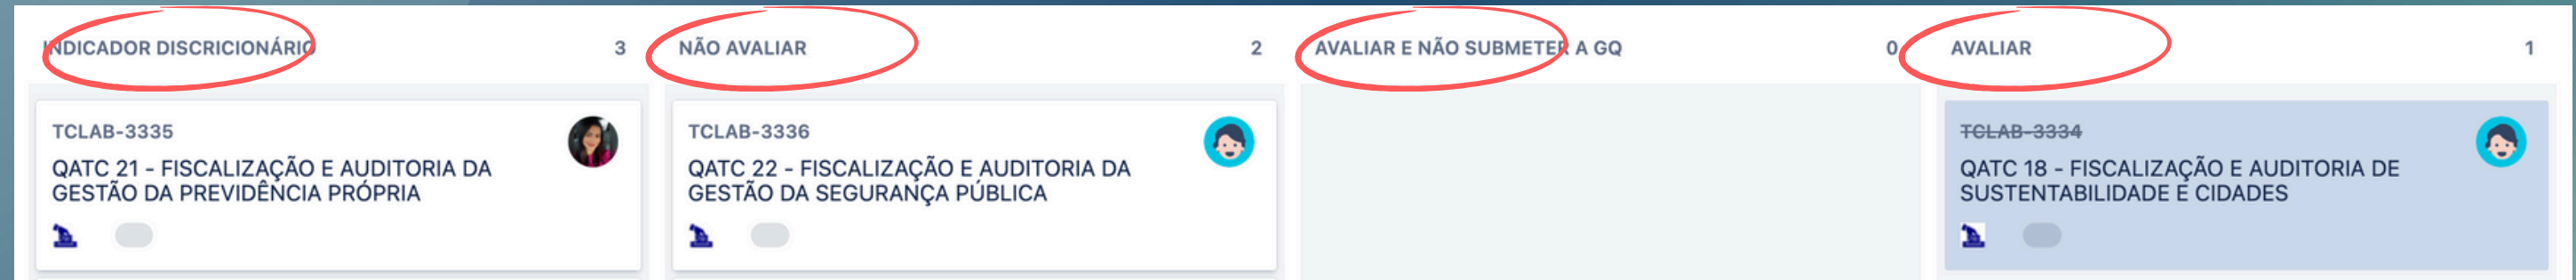 INDICADOR DISCRICIONÁRIO 3
NÃO AVALIAR 2
AVALIAR E NÃO SUBMETER A GQ 0
AVALIAR 1
TCLAB-3335
QATC 21 - FISCALIZAÇÃO E AUDITORIA DA
GESTÃO DA PREVIDÊNCIA PRÓPRIA
TCLAB-3336
QATC 22 - FISCALIZAÇÃO E AUDITORIA DA
GESTÃO DA SEGURANÇA PÚBLICA
TCLAB-3334
QATC 18 - FISCALIZAÇÃO E AUDITORIA DE
SUSTENTABILIDADE E CIDADES